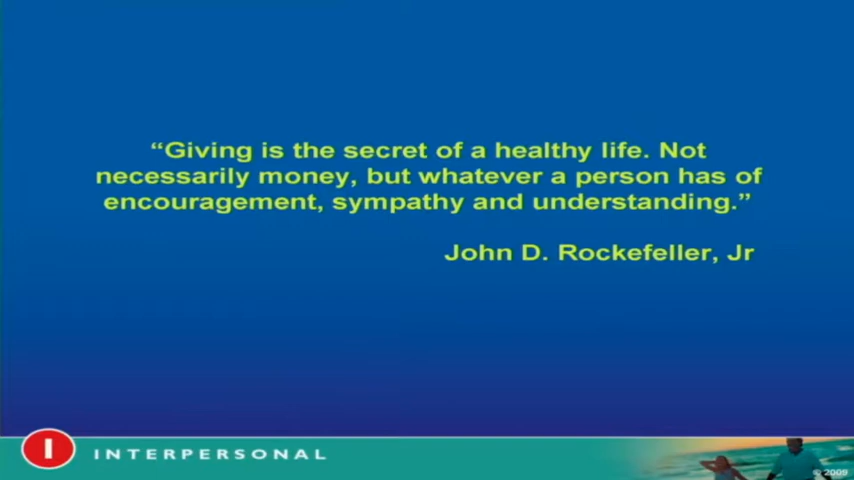 “Giving is the secret of a healthy life. Not
necessarily money, but whatever a person has of
encouragement, sympathy and understanding.”
John D. Rockefeller, Jr
I
INTERPERSONAL
© 2009